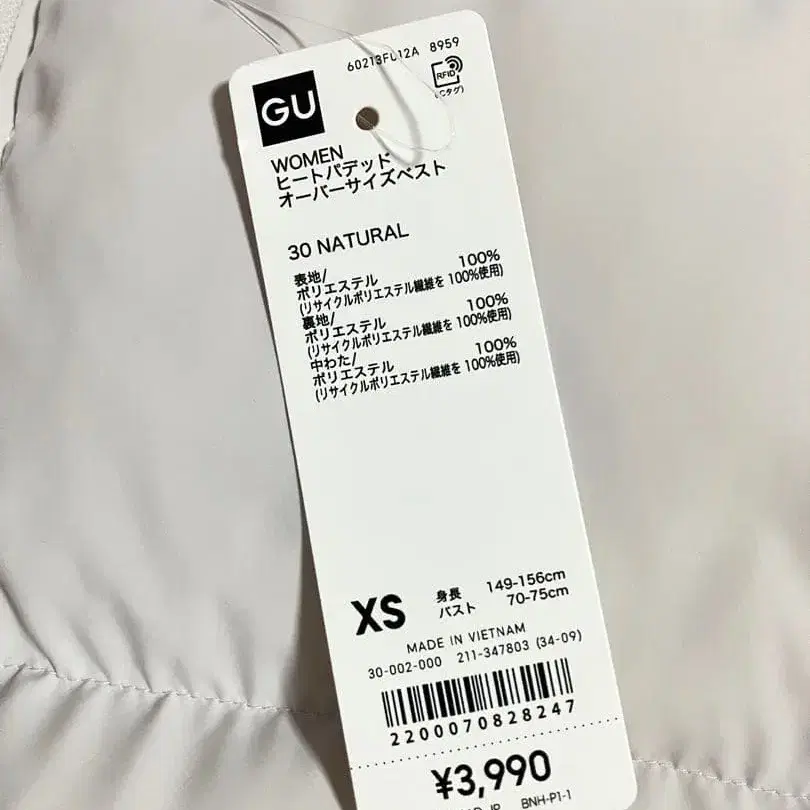 60213F012A 8959
GU
RFID
(ICタグ)
WOMEN
ヒートパデッド
オーバーサイズベスト
30 NATURAL
表地/
ポリエステル 100%
(リサイクルポリエステル繊維を 100%使用)
裏地/
ポリエステル 100%
(リサイクルポリエステル繊維を 100%使用)
中わた/
ポリエステル 100%
(リサイクルポリエステル繊維を 100%使用)
XS 身長 149-156cm
バスト 70-75cm
MADE IN VIETNAM
30-002-000 211-347803 (34-09)
2200070828247
¥3,990
JP BNH-P1-1